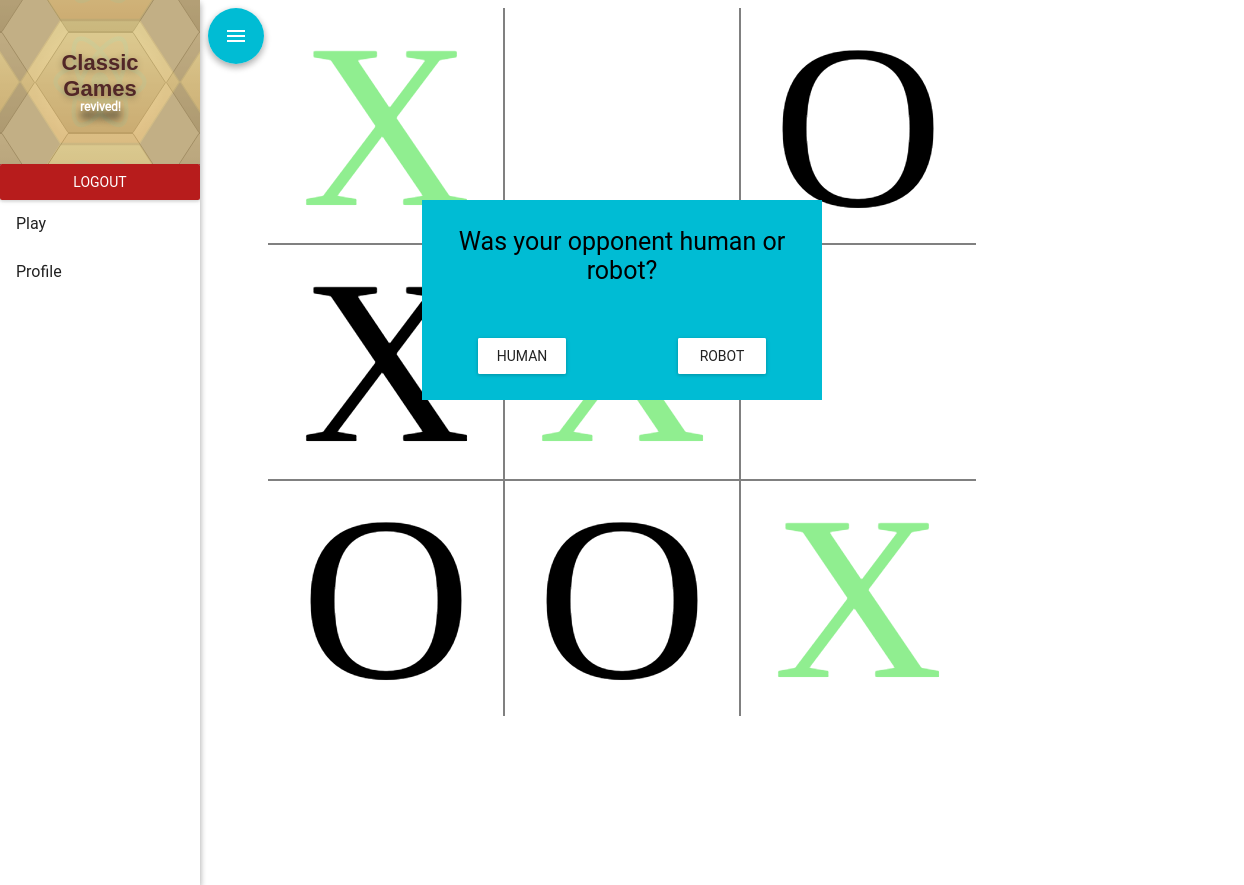 Classic
Games
revived!
LOGOUT
Play
Profile
X
O
Was your opponent human or
robot?
HUMAN
ROBOT
X
X
O
O
X